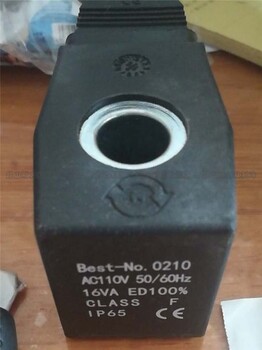 Best-No. 0210
AC110V 50/60Hz
16VA ED100%
CLASS F
IP65 CE